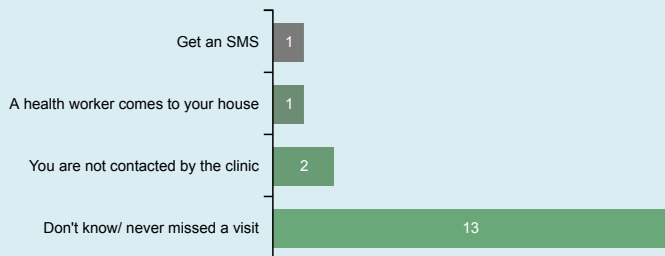 Get an SMS 1
A health worker comes to your house 1
You are not contacted by the clinic 2
Don't know/ never missed a visit 13